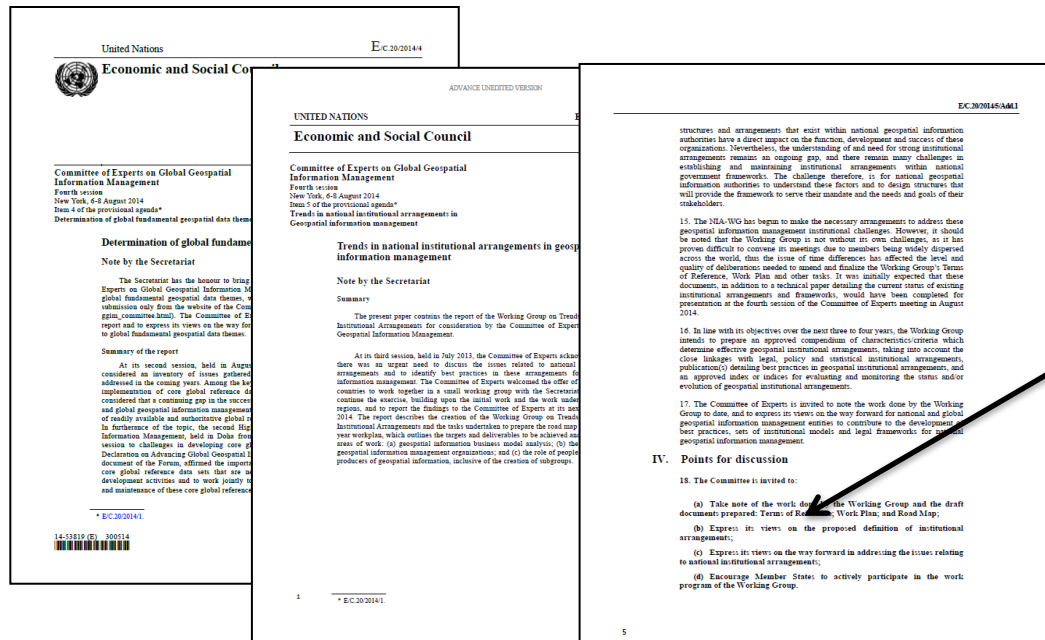 United Nations
E/C.20/2014/4
Economic and Social Council
Committee of Experts on Global Geospatial
Information Management
Fourth session
New York, 6-8 August 2014
Item 4 of the provisional agenda*
Determination of global fundamental geospatial data theme
Determination of global fundame
Note by the Secretariat
The Secretariat has the honour to bring
Experts on Global Geospatial Information M
global fundamental geospatial data themes, w
submission only from the website of the Com
ggim_committee.html). The Committee of E
report and to express its views on the way for
to global fundamental geospatial data themes.
Summary of the report
At its second session, held in Augus
considered an inventory of issues gathered
addressed in the coming years. Among the key
implementation of core global reference da
considered that a continuing gap in the success
and global geospatial information management
of readily available and authoritative global r
In furtherance of the topic, the second Hig
Information Management, held in Doha from
session to challenges in developing core gl
Declaration on Advancing Global Geospatial I
document of the Forum, affirmed the importa
core global reference data sets that are ne
development activities and to work jointly to
and maintenance of these core global reference
* E/C.20/2014/1.
14-53819 (E) 300514
ADVANCE UNEDITED VERSION
UNITED NATIONS
E
Economic and Social Council
Committee of Experts on Global Geospatial
Information Management
Fourth session
New York, 6-8 August 2014
Item 5 of the provisional agenda*
Trends in national institutional arrangements in
Geospatial information management
Trends in national institutional arrangements in geosp
information management
Note by the Secretariat
Summary
The present paper contains the report of the Working Group on Trends
Institutional Arrangements for consideration by the Committee of Expert
Geospatial Information Management.
At its third session, held in July 2013, the Committee of Experts acknow
there was an urgent need to discuss the issues related to national
arrangements and to identify best practices in these arrangements fo
information management. The Committee of Experts welcomed the offer of
countries to work together in a small working group with the Secretariat
continue the exercise, building upon the initial work and the work under
regions, and to report the findings to the Committee of Experts at its nex
2014. The report describes the creation of the Working Group on Trends
Institutional Arrangements and the tasks undertaken to prepare the road map
year workplan, which outlines the targets and deliverables to be achieved an
areas of work: (a) geospatial information business model analysis; (b) the
geospatial information management organizations; and (c) the role of people
producers of geospatial information, inclusive of the creation of subgroups.
1
* E/C.20/2014/1.
E/C.20/2014/5/Add.1
structures and arrangements that exist within national geospatial information
authorities have a direct impact on the function, development and success of these
organizations. Nevertheless, the understanding of and need for strong institutional
arrangements remains an ongoing gap, and there remain many challenges in
establishing and maintaining institutional arrangements within national
government frameworks. The challenge therefore, is for national geospatial
information authorities to understand these factors and to design structures that
will provide the framework to serve their mandate and the needs and goals of their
stakeholders.
15. The NIA-WG has begun to make the necessary arrangements to address these
geospatial information management institutional challenges. However, it should
be noted that the Working Group is not without its own challenges, as it has
proven difficult to convene its meetings due to members being widely dispersed
across the world, thus the issue of time differences has affected the level and
quality of deliberations needed to amend and finalize the Working Group's Terms
of Reference, Work Plan and other tasks. It was initially expected that these
documents, in addition to a technical paper detailing the current status of existing
institutional arrangements and frameworks, would have been completed for
presentation at the fourth session of the Committee of Experts meeting in August
2014.
16. In line with its objectives over the next three to four years, the Working Group
intends to prepare an approved compendium of characteristics/criteria which
determine effective geospatial institutional arrangements, taking into account the
close linkages with legal, policy and statistical institutional arrangements,
publication(s) detailing best practices in geospatial institutional arrangements, and
an approved index or indices for evaluating and monitoring the status and/or
evolution of geospatial institutional arrangements.
17. The Committee of Experts is invited to note the work done by the Working
Group to date, and to express its views on the way forward for national and global
geospatial information management entities to contribute to the development of
best practices, sets of institutional models and legal frameworks for national
geospatial information management.
IV. Points for discussion
18. The Committee is invited to:
(a) Take note of the work done by the Working Group and the draft
documents prepared: Terms of Reference; Work Plan; and Road Map;
(b) Express its views on the proposed definition of institutional
arrangements;
(c) Express its views on the way forward in addressing the issues relating
to national institutional arrangements;
(d) Encourage Member States to actively participate in the work
program of the Working Group.
5